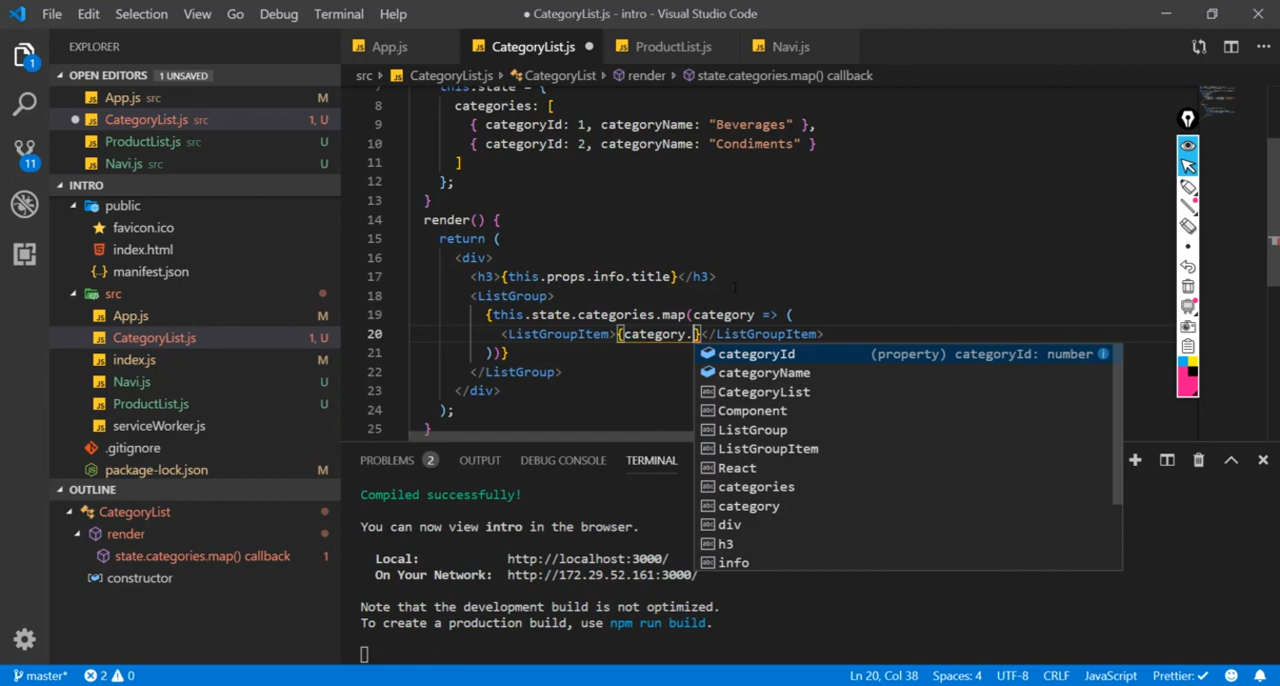 File Edit Selection View Go Debug Terminal Help
● CategoryList.js - intro - Visual Studio Code
EXPLORER
OPEN EDITORS 1 UNSAVED
App.js src M
CategoryList.js src 1, U
ProductList.js src U
Navi.js src U
INTRO
public
favicon.ico
index.html
manifest.json
src
App.js
CategoryList.js 1, U
index.js
Navi.js U
ProductList.js U
serviceWorker.js
.gitignore
package-lock.json M
OUTLINE
CategoryList
render
state.categories.map() callback 1
constructor
1
11
App.js CategoryList.js ProductList.js Navi.js
src > CategoryList.js > CategoryList > render > state.categories.map() callback
7 this.state = {
8 categories: [
9 { categoryId: 1, categoryName: "Beverages" },
10 { categoryId: 2, categoryName: "Condiments" }
11 ]
12 };
13 }
14 render() {
15 return (
16 <div>
17 <h3>{this.props.info.title}</h3>
18 <ListGroup>
19 {this.state.categories.map(category => (
20 <ListGroupItem>{category.}</ListGroupItem>
21 ))}
22 </ListGroup>
23 </div>
24 );
25 }
categoryId (property) categoryId: number
categoryName
CategoryList
Component
ListGroup
ListGroupItem
React
categories
category
div
h3
info
PROBLEMS 2 OUTPUT DEBUG CONSOLE TERMINAL
Compiled successfully!
You can now view intro in the browser.
Local: http://localhost:3000/
On Your Network: http://172.29.52.161:3000/
Note that the development build is not optimized.
To create a production build, use npm run build.
master* 2 0 Ln 20, Col 38 Spaces: 4 UTF-8 CRLF JavaScript Prettier: ✓